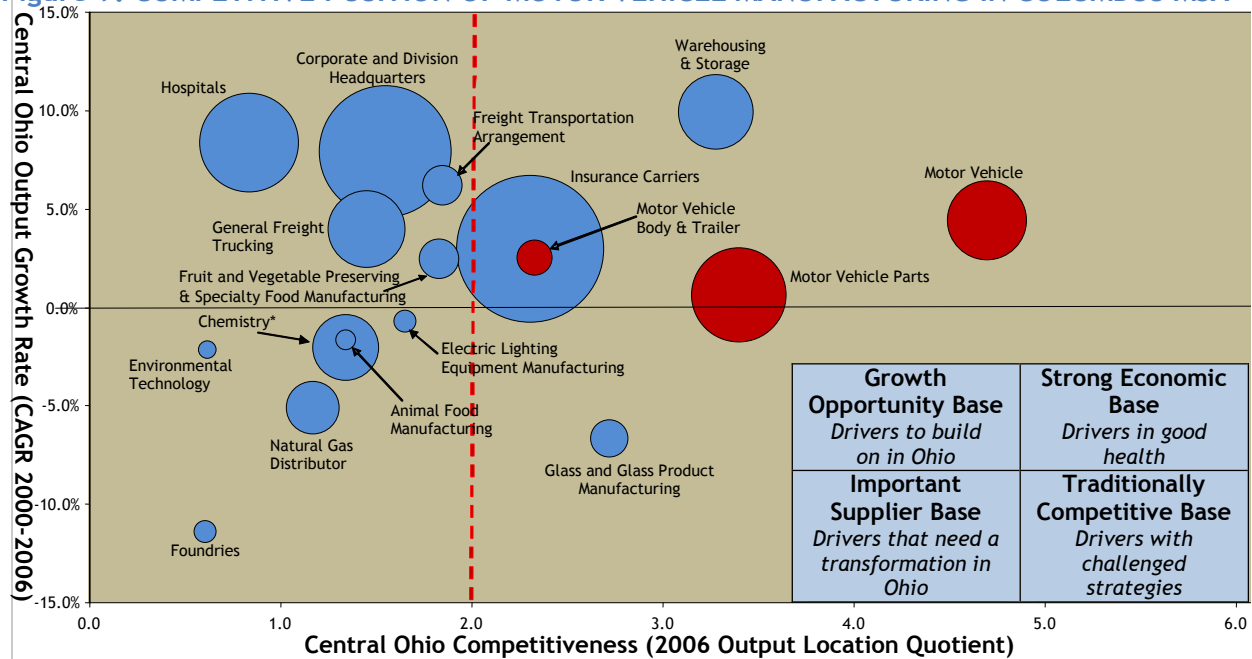 Central Ohio Output Growth Rate (CAGR 2000-2006)
15.0%
10.0%
5.0%
0.0%
-5.0%
-10.0%
-15.0%
Hospitals
Corporate and Division
Headquarters
Freight Transportation
Arrangement
Warehousing
& Storage
Insurance Carriers
Motor Vehicle
Motor Vehicle
Body & Trailer
General Freight
Trucking
Fruit and Vegetable Preserving
& Specialty Food Manufacturing
Motor Vehicle Parts
Chemistry*
Environmental
Technology
Electric Lighting
Equipment Manufacturing
Animal Food
Manufacturing
Natural Gas
Distributor
Glass and Glass Product
Manufacturing
Foundries
Growth
Opportunity Base
Drivers to build
on in Ohio
Strong Economic
Base
Drivers in good
health
Important
Supplier Base
Drivers that need a
transformation in
Ohio
Traditionally
Competitive Base
Drivers with
challenged
strategies
0.0
1.0
2.0
3.0
4.0
5.0
6.0
Central Ohio Competitiveness (2006 Output Location Quotient)